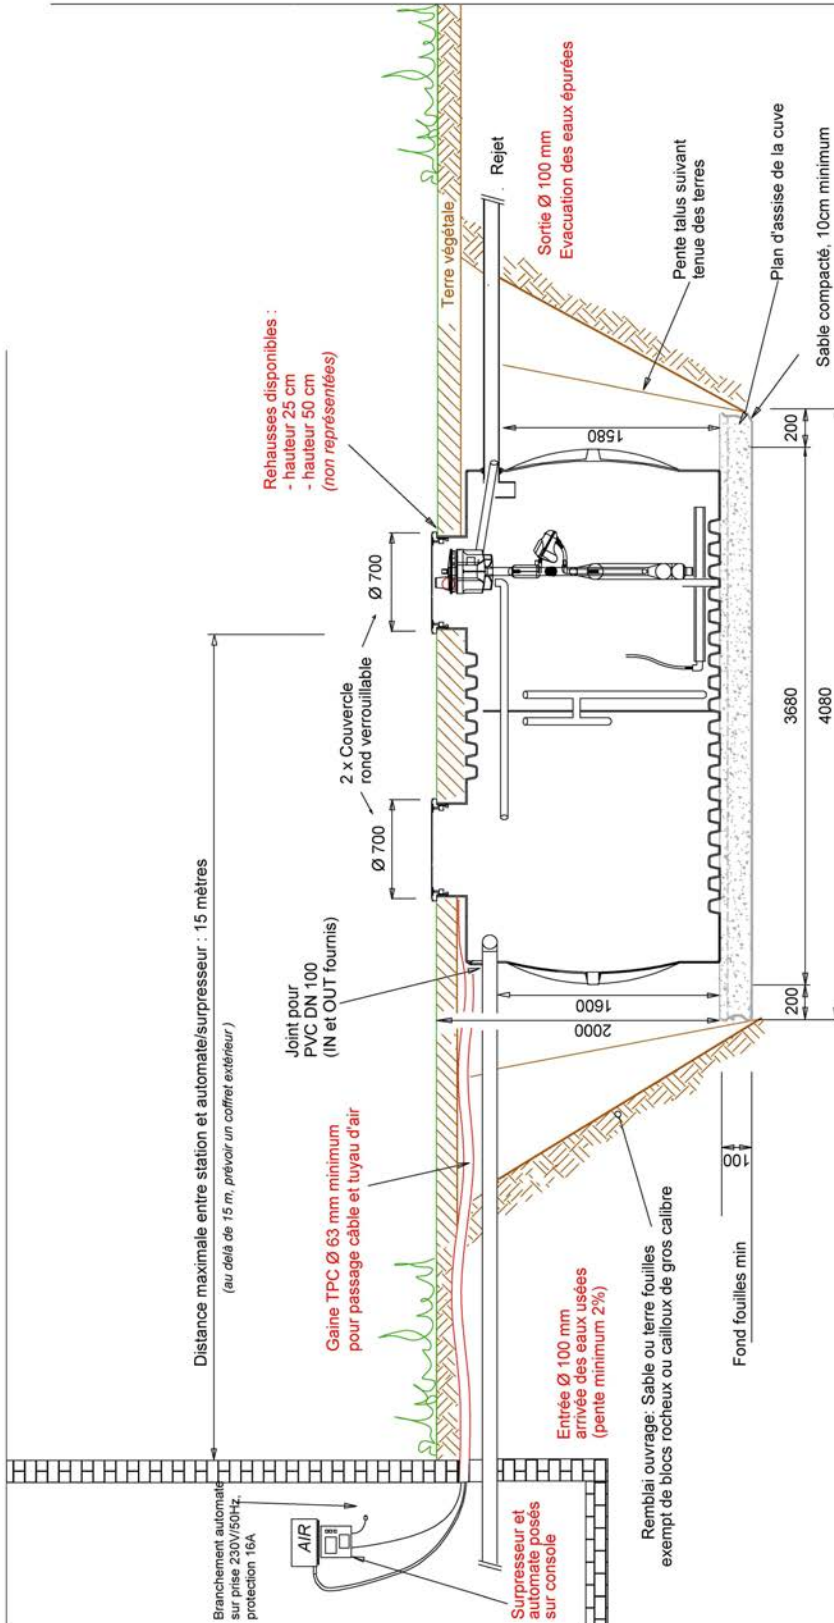 Branchement automate
sur prise 230V/50Hz,
protection 16A
AIR
Surpresseur et
automate posés
sur console
Distance maximale entre station et automate/surpresseur : 15 mètres
(au delà de 15 m, prévoir un coffret extérieur )
Gaine TPC Ø 63 mm minimum
pour passage câble et tuyau d'air
Joint pour
PVC DN 100
(IN et OUT fournis)
2 x Couvercle
rond verrouillable
Ø 700
Ø 700
Rehausses disponibles :
- hauteur 25 cm
- hauteur 50 cm
(non représentées)
Terre végétale
Rejet
Sortie Ø 100 mm
Evacuation des eaux épurées
Pente talus suivant
tenue des terres
Plan d'assise de la cuve
Sable compacté, 10cm minimum
Entrée Ø 100 mm
arrivée des eaux usées
(pente minimum 2%)
Remblai ouvrage: Sable ou terre fouilles
exempt de blocs rocheux ou cailloux de gros calibre
Fond fouilles min
100
2000
1600
1580
200
3680
200
4080